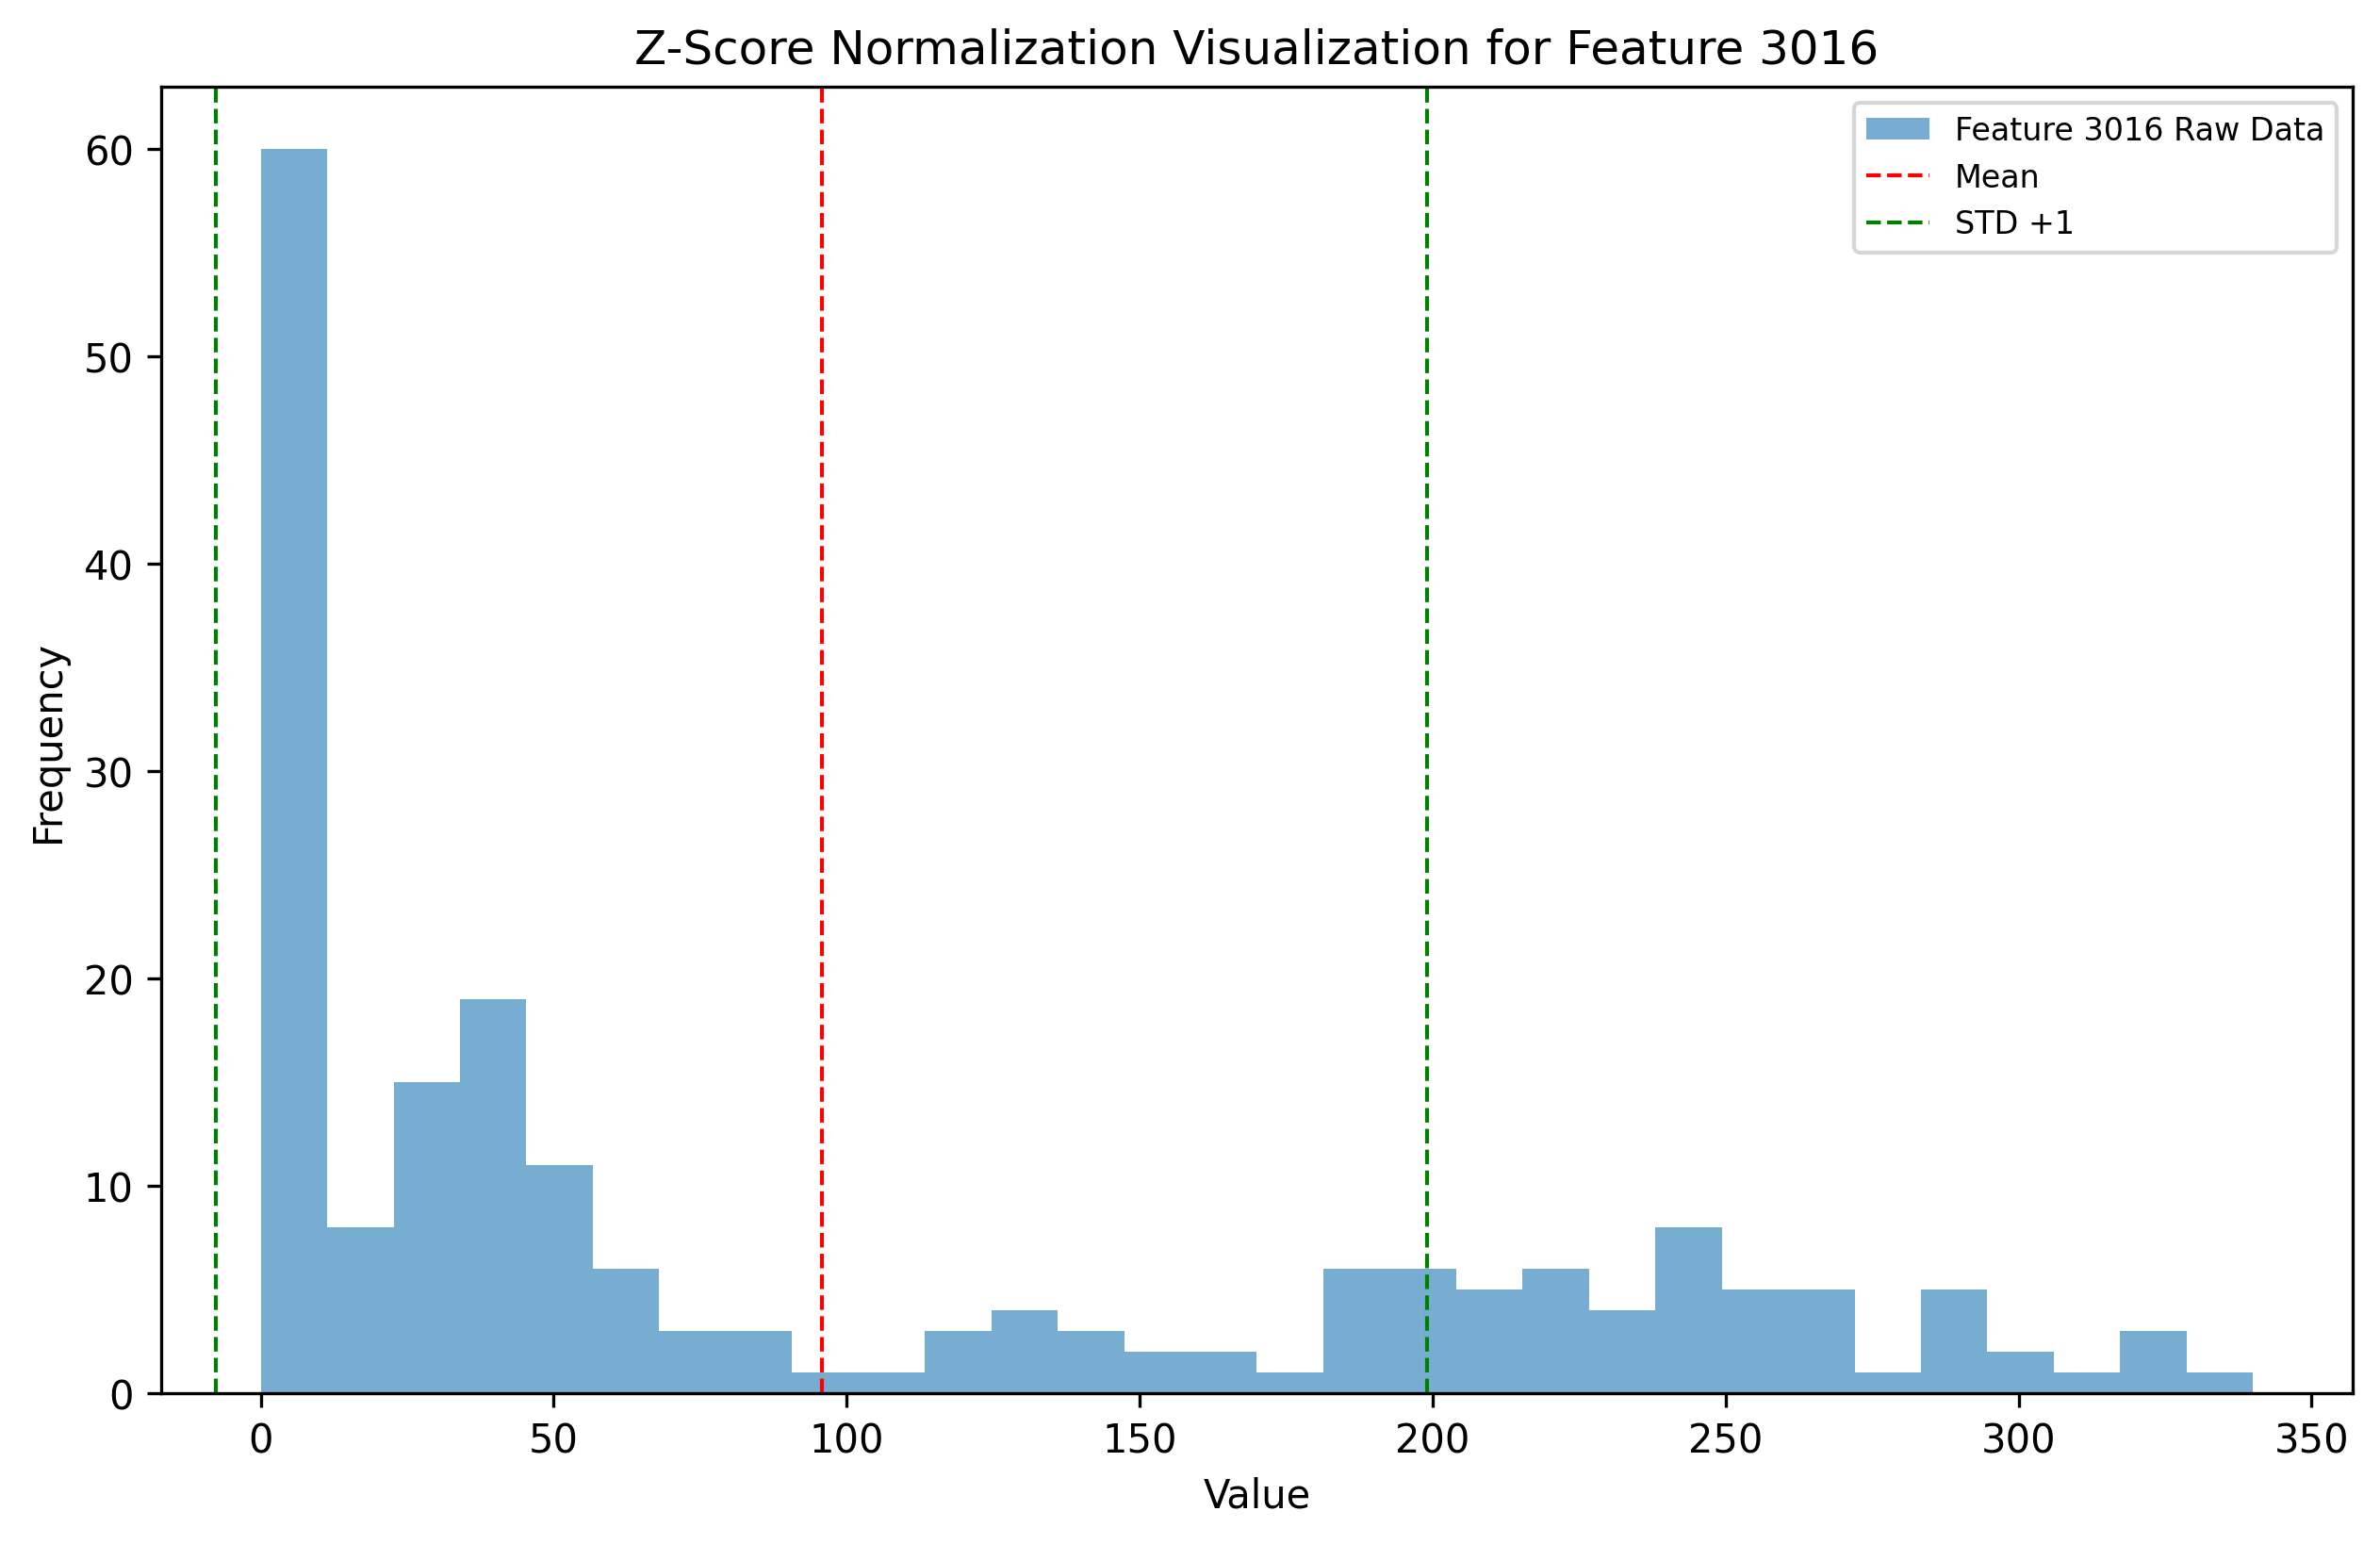 Z-Score Normalization Visualization for Feature 3016
Feature 3016 Raw Data
Mean
STD +1
60
50
40
30
20
10
0
Frequency
0 50 100 150 200 250 300 350
Value